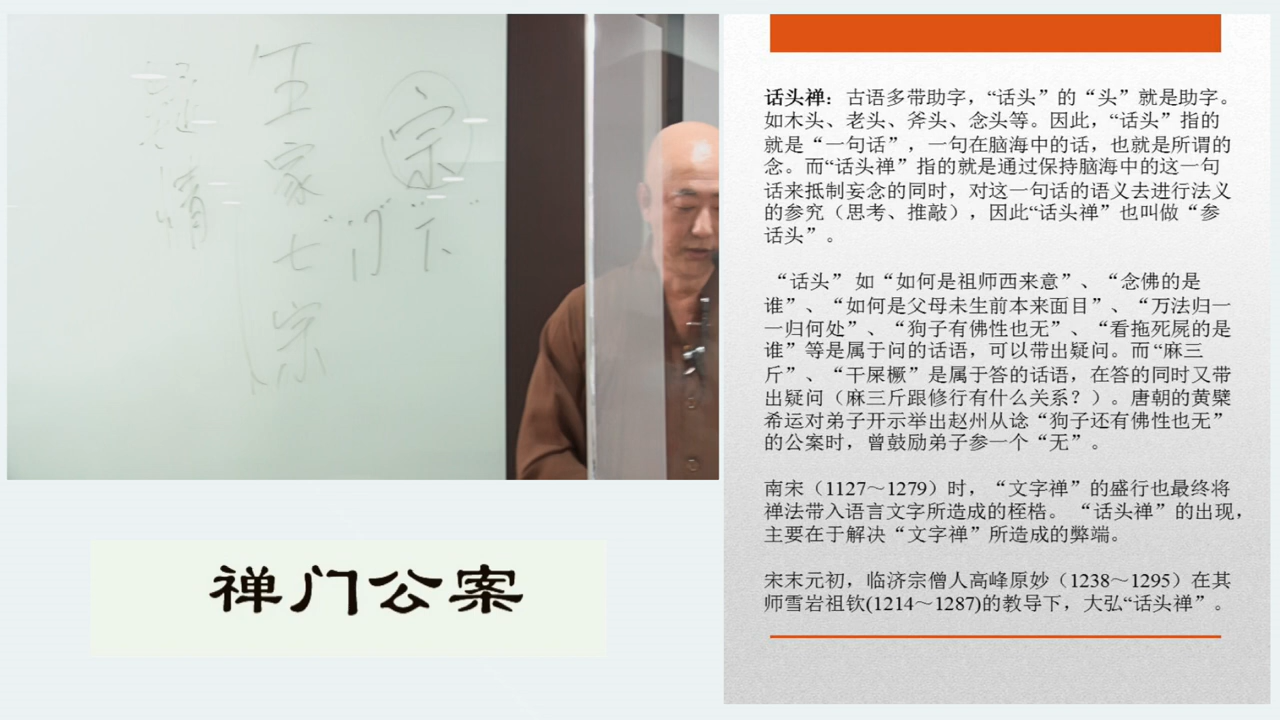 宗
“门” “下”
五家七宗
疑情
禅门公案
话头禅：古语多带助字，“话头”的“头”就是助字。
如木头、老头、斧头、念头等。因此，“话头”指的
就是“一句话”，一句在脑海中的话，也就是所谓的
念。而“话头禅”指的就是通过保持脑海中的这一句
话来抵制妄念的同时，对这一句话的语义去进行法义
的参究（思考、推敲），因此“话头禅”也叫做“参
话头”。
“话头” 如“如何是祖师西来意”、“念佛的是
谁”、“如何是父母未生前本来面目”、“万法归一
一归何处”、“狗子有佛性也无”、“看拖死屍的是
谁”等是属于问的话语，可以带出疑问。而“麻三
斤”、“干屎橛”是属于答的话语，在答的同时又带
出疑问（麻三斤跟修行有什么关系？）。唐朝的黄檗
希运对弟子开示举出赵州从谂“狗子还有佛性也无”
的公案时，曾鼓励弟子参一个“无”。
南宋（1127～1279）时，“文字禅”的盛行也最终将
禅法带入语言文字所造成的桎梏。 “话头禅”的出现，
主要在于解决“文字禅”所造成的弊端。
宋末元初，临济宗僧人高峰原妙（1238～1295）在其
师雪岩祖钦(1214～1287)的教导下，大弘“话头禅”。